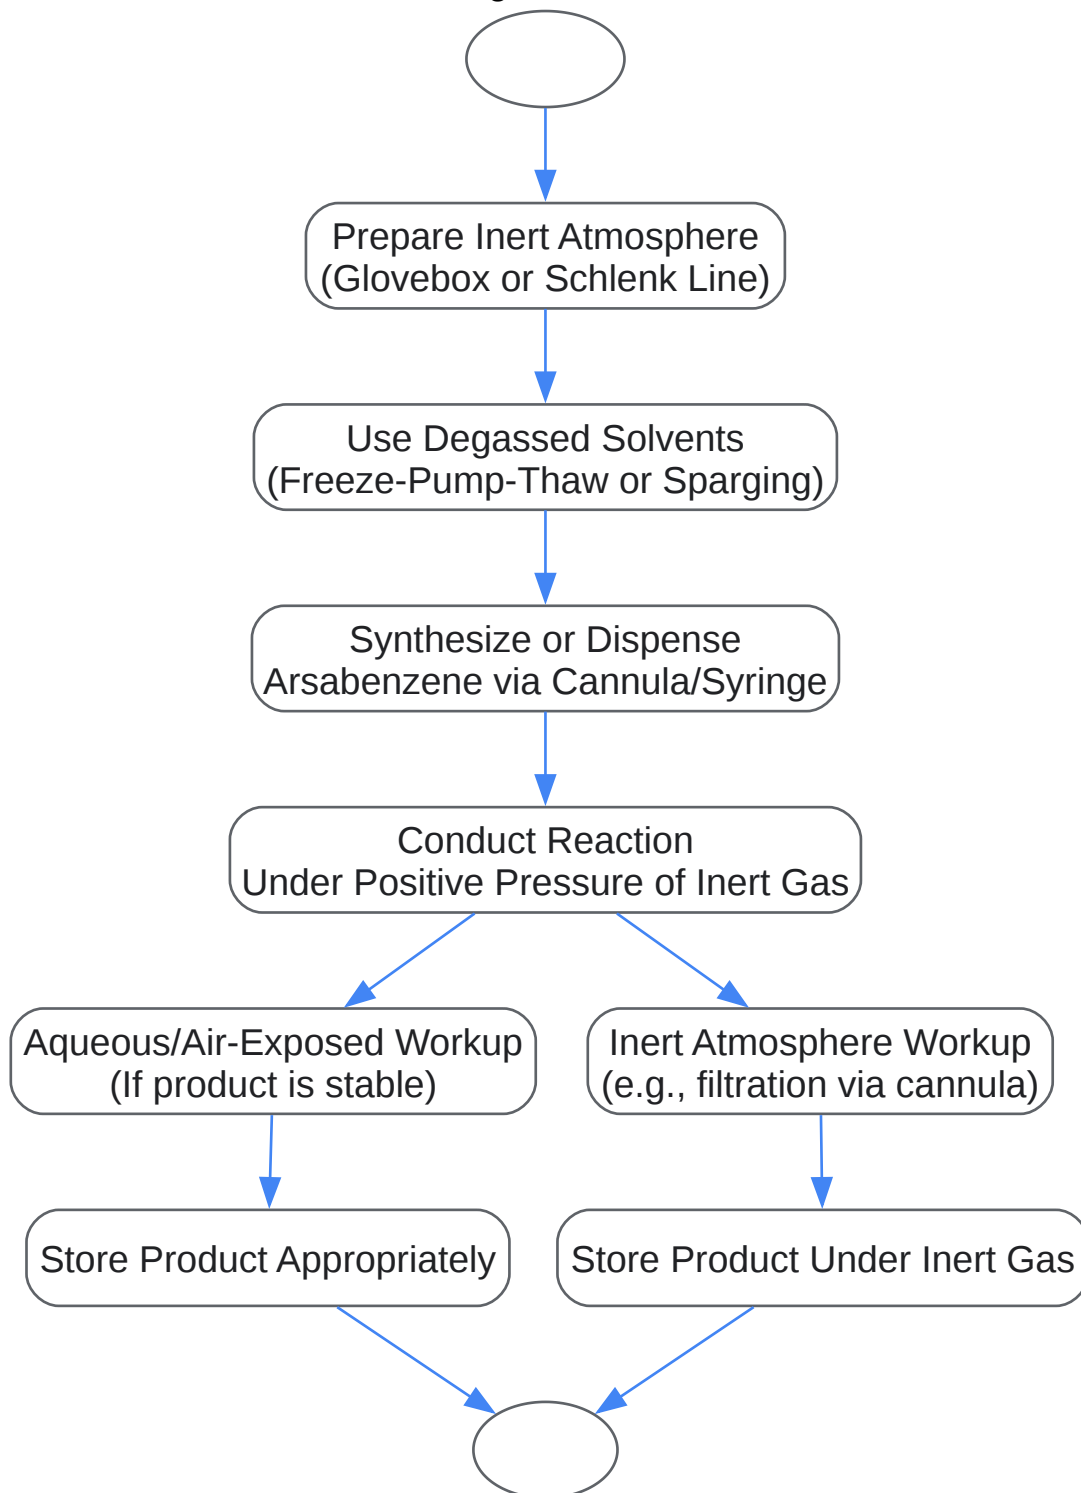 Prepare Inert Atmosphere
(Glovebox or Schlenk Line)
Use Degassed Solvents
(Freeze-Pump-Thaw or Sparging)
Synthesize or Dispense
Arsabenzene via Cannula/Syringe
Conduct Reaction
Under Positive Pressure of Inert Gas
Aqueous/Air-Exposed Workup
(If product is stable)
Inert Atmosphere Workup
(e.g., filtration via cannula)
Store Product Appropriately
Store Product Under Inert Gas